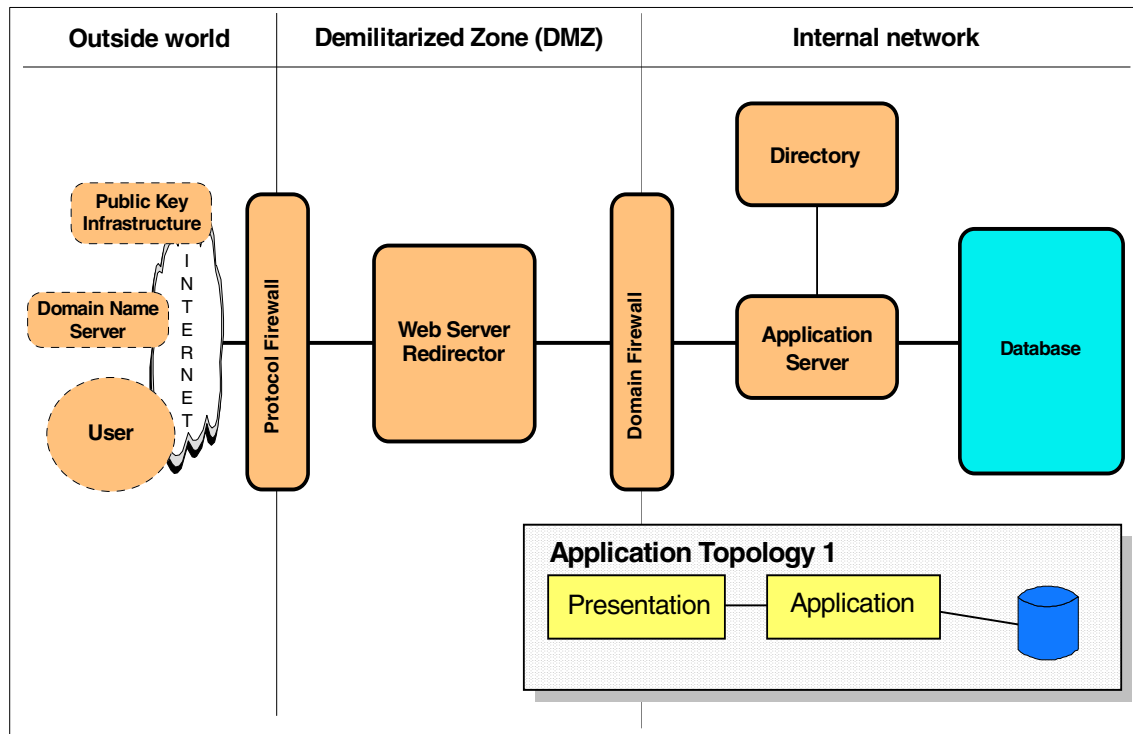 Outside world
Demilitarized Zone (DMZ)
Internal network
Directory
Public Key
Infrastructure
INTERNET
Domain Name
Server
User
Protocol Firewall
Web Server
Redirector
Domain Firewall
Application
Server
Database
Application Topology 1
Presentation
Application